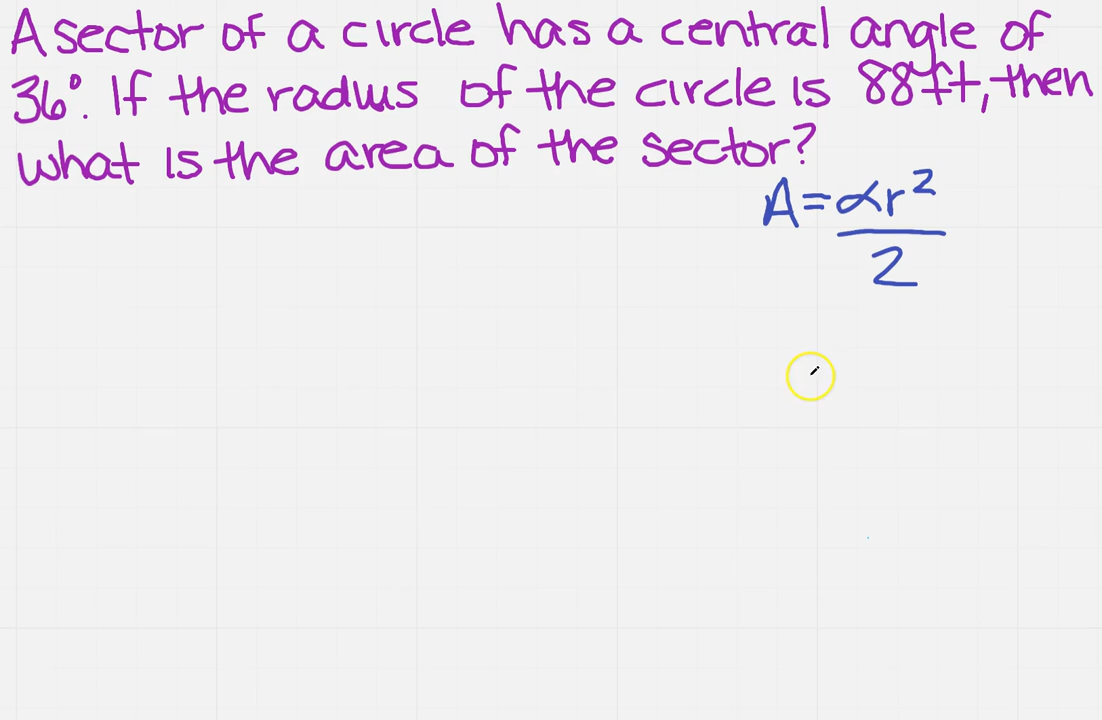 A sector of a circle has a central angle of
36°. If the radius of the circle is 88ft, then
what is the area of the sector?
A = αr²
2